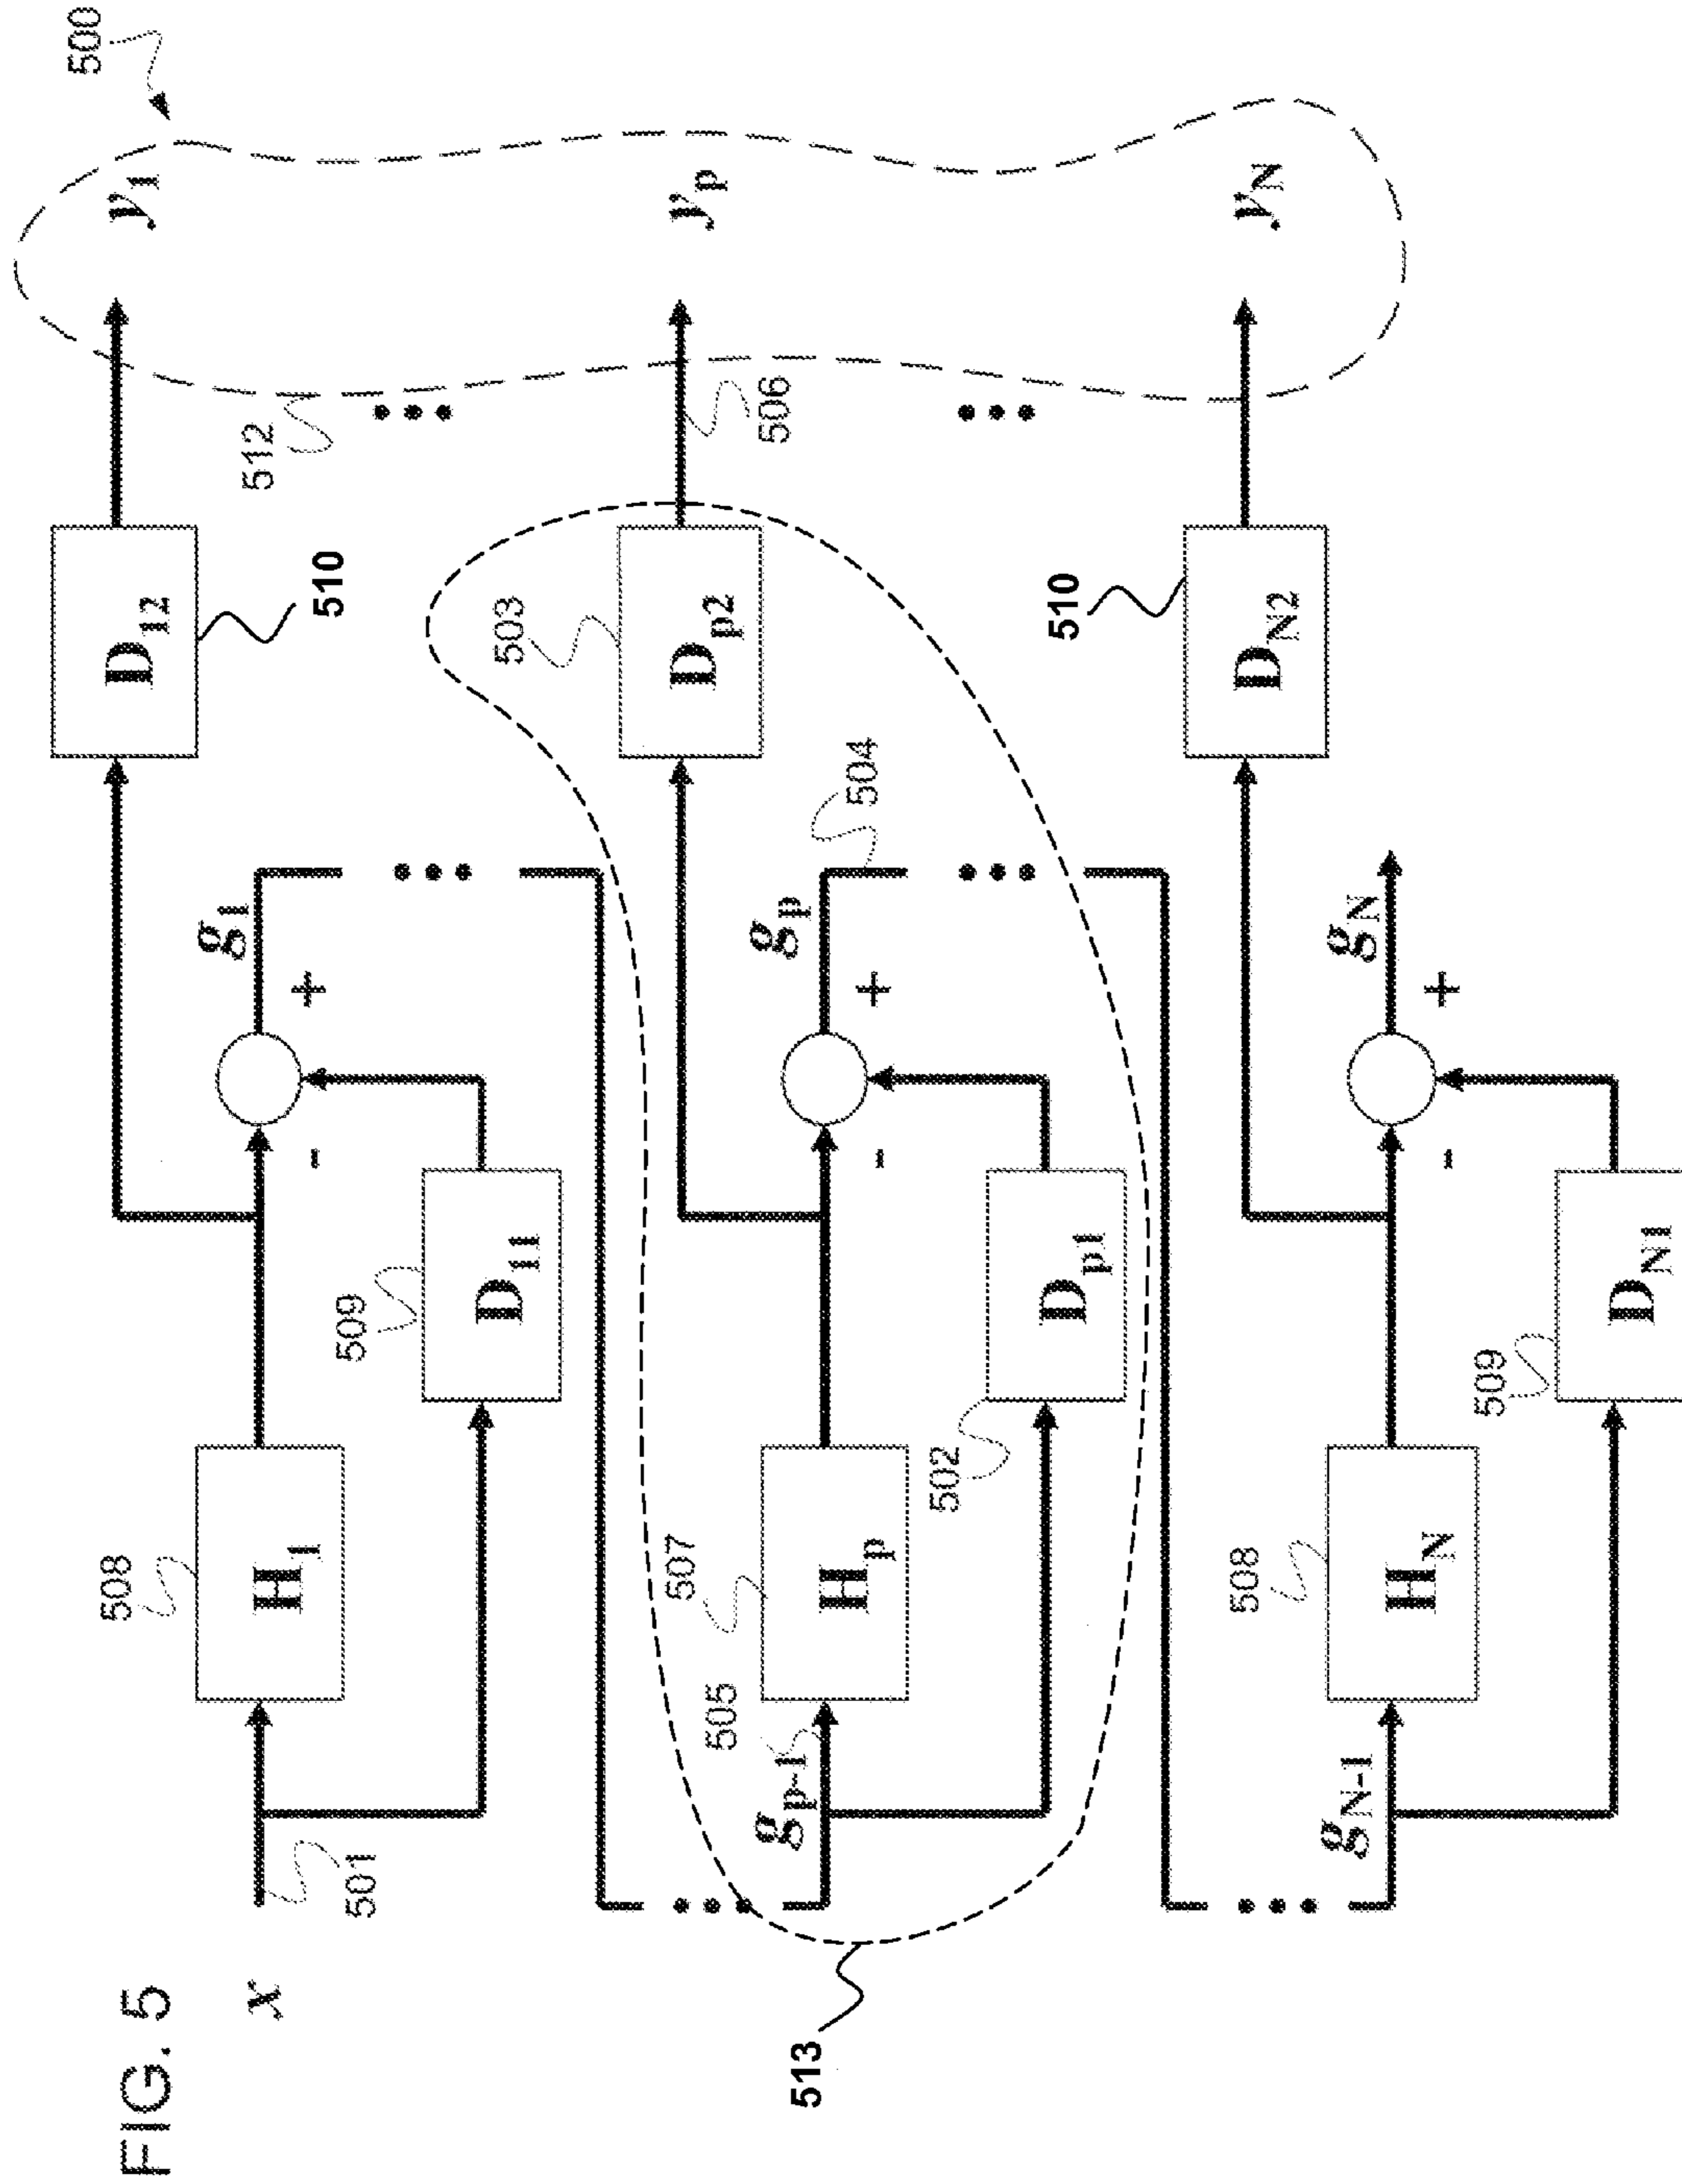 FIG. 5
500
x
501
508
H1
509
D11
-
+
g1
D12
510
y1
512
gp-1
505
507
Hp
502
Dp1
-
+
gp
504
503
Dp2
506
yp
513
gN-1
508
HN
509
DN1
-
+
gN
DN2
510
yN